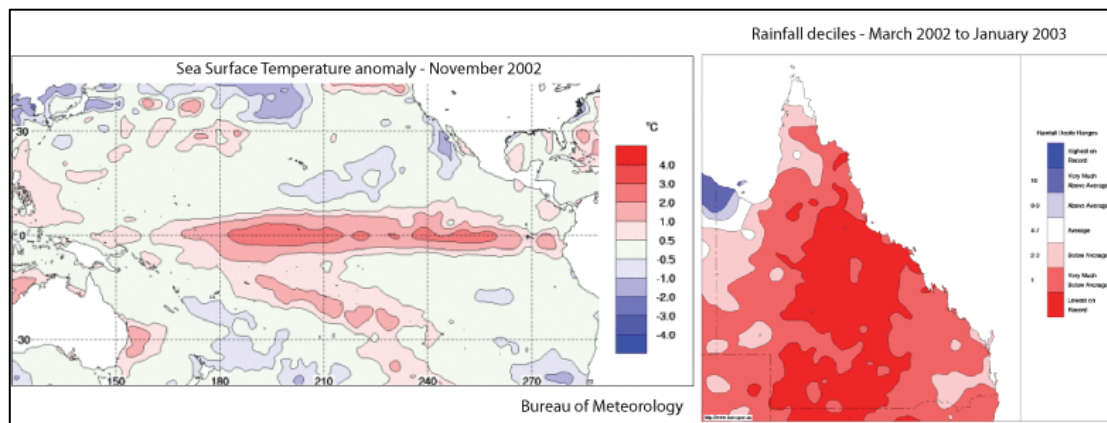 Rainfall deciles - March 2002 to January 2003
Sea Surface Temperature anomaly - November 2002
°C
4.0
3.0
2.0
1.0
0.5
-0.5
-1.0
-2.0
-3.0
-4.0
30
0
-30
150
180
210
240
270
Bureau of Meteorology
Rainfall Decile Ranges
Highest on
Record
10
Very Much
Above Average
8-9
Above Average
4-7
Average
2-3
Below Average
1
Very Much
Below Average
Lowest on
Record